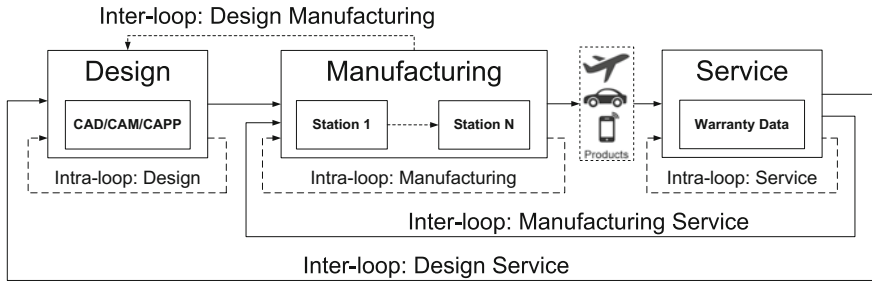 Inter-loop: Design Manufacturing
Design
Manufacturing
Service
CAD/CAM/CAPP
Station 1
Station N
Products
Warranty Data
Intra-loop: Design
Intra-loop: Manufacturing
Intra-loop: Service
Inter-loop: Manufacturing Service
Inter-loop: Design Service